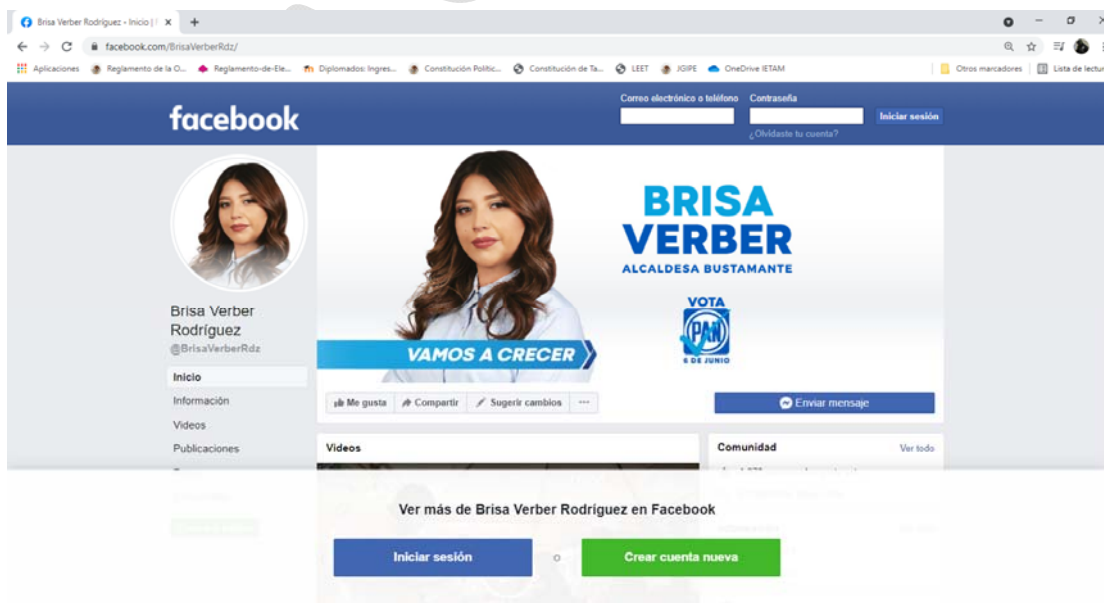 Brisa Verber Rodríguez - Inicio |
facebook.com/BrisaVerberRdz/
Aplicaciones
Reglamento de la O...
Reglamento-de-Ele...
Diplomados: Ingres...
Constitución Politic...
Constitución de Ta...
LEET
JGIPE
OneDrive IETAM
Otros marcadores
Lista de lectur
facebook
Correo electrónico o teléfono
Contraseña
Iniciar sesión
¿Olvidaste tu cuenta?
BRISA
VERBER
ALCALDESA BUSTAMANTE
VOTA
PAN
6 DE JUNIO
VAMOS A CRECER
Brisa Verber
Rodríguez
@BrisaVerberRdz
Inicio
Información
Videos
Publicaciones
Me gusta
Compartir
Sugerir cambios
Enviar mensaje
Videos
Comunidad
Ver todo
Ver más de Brisa Verber Rodríguez en Facebook
Iniciar sesión
o
Crear cuenta nueva